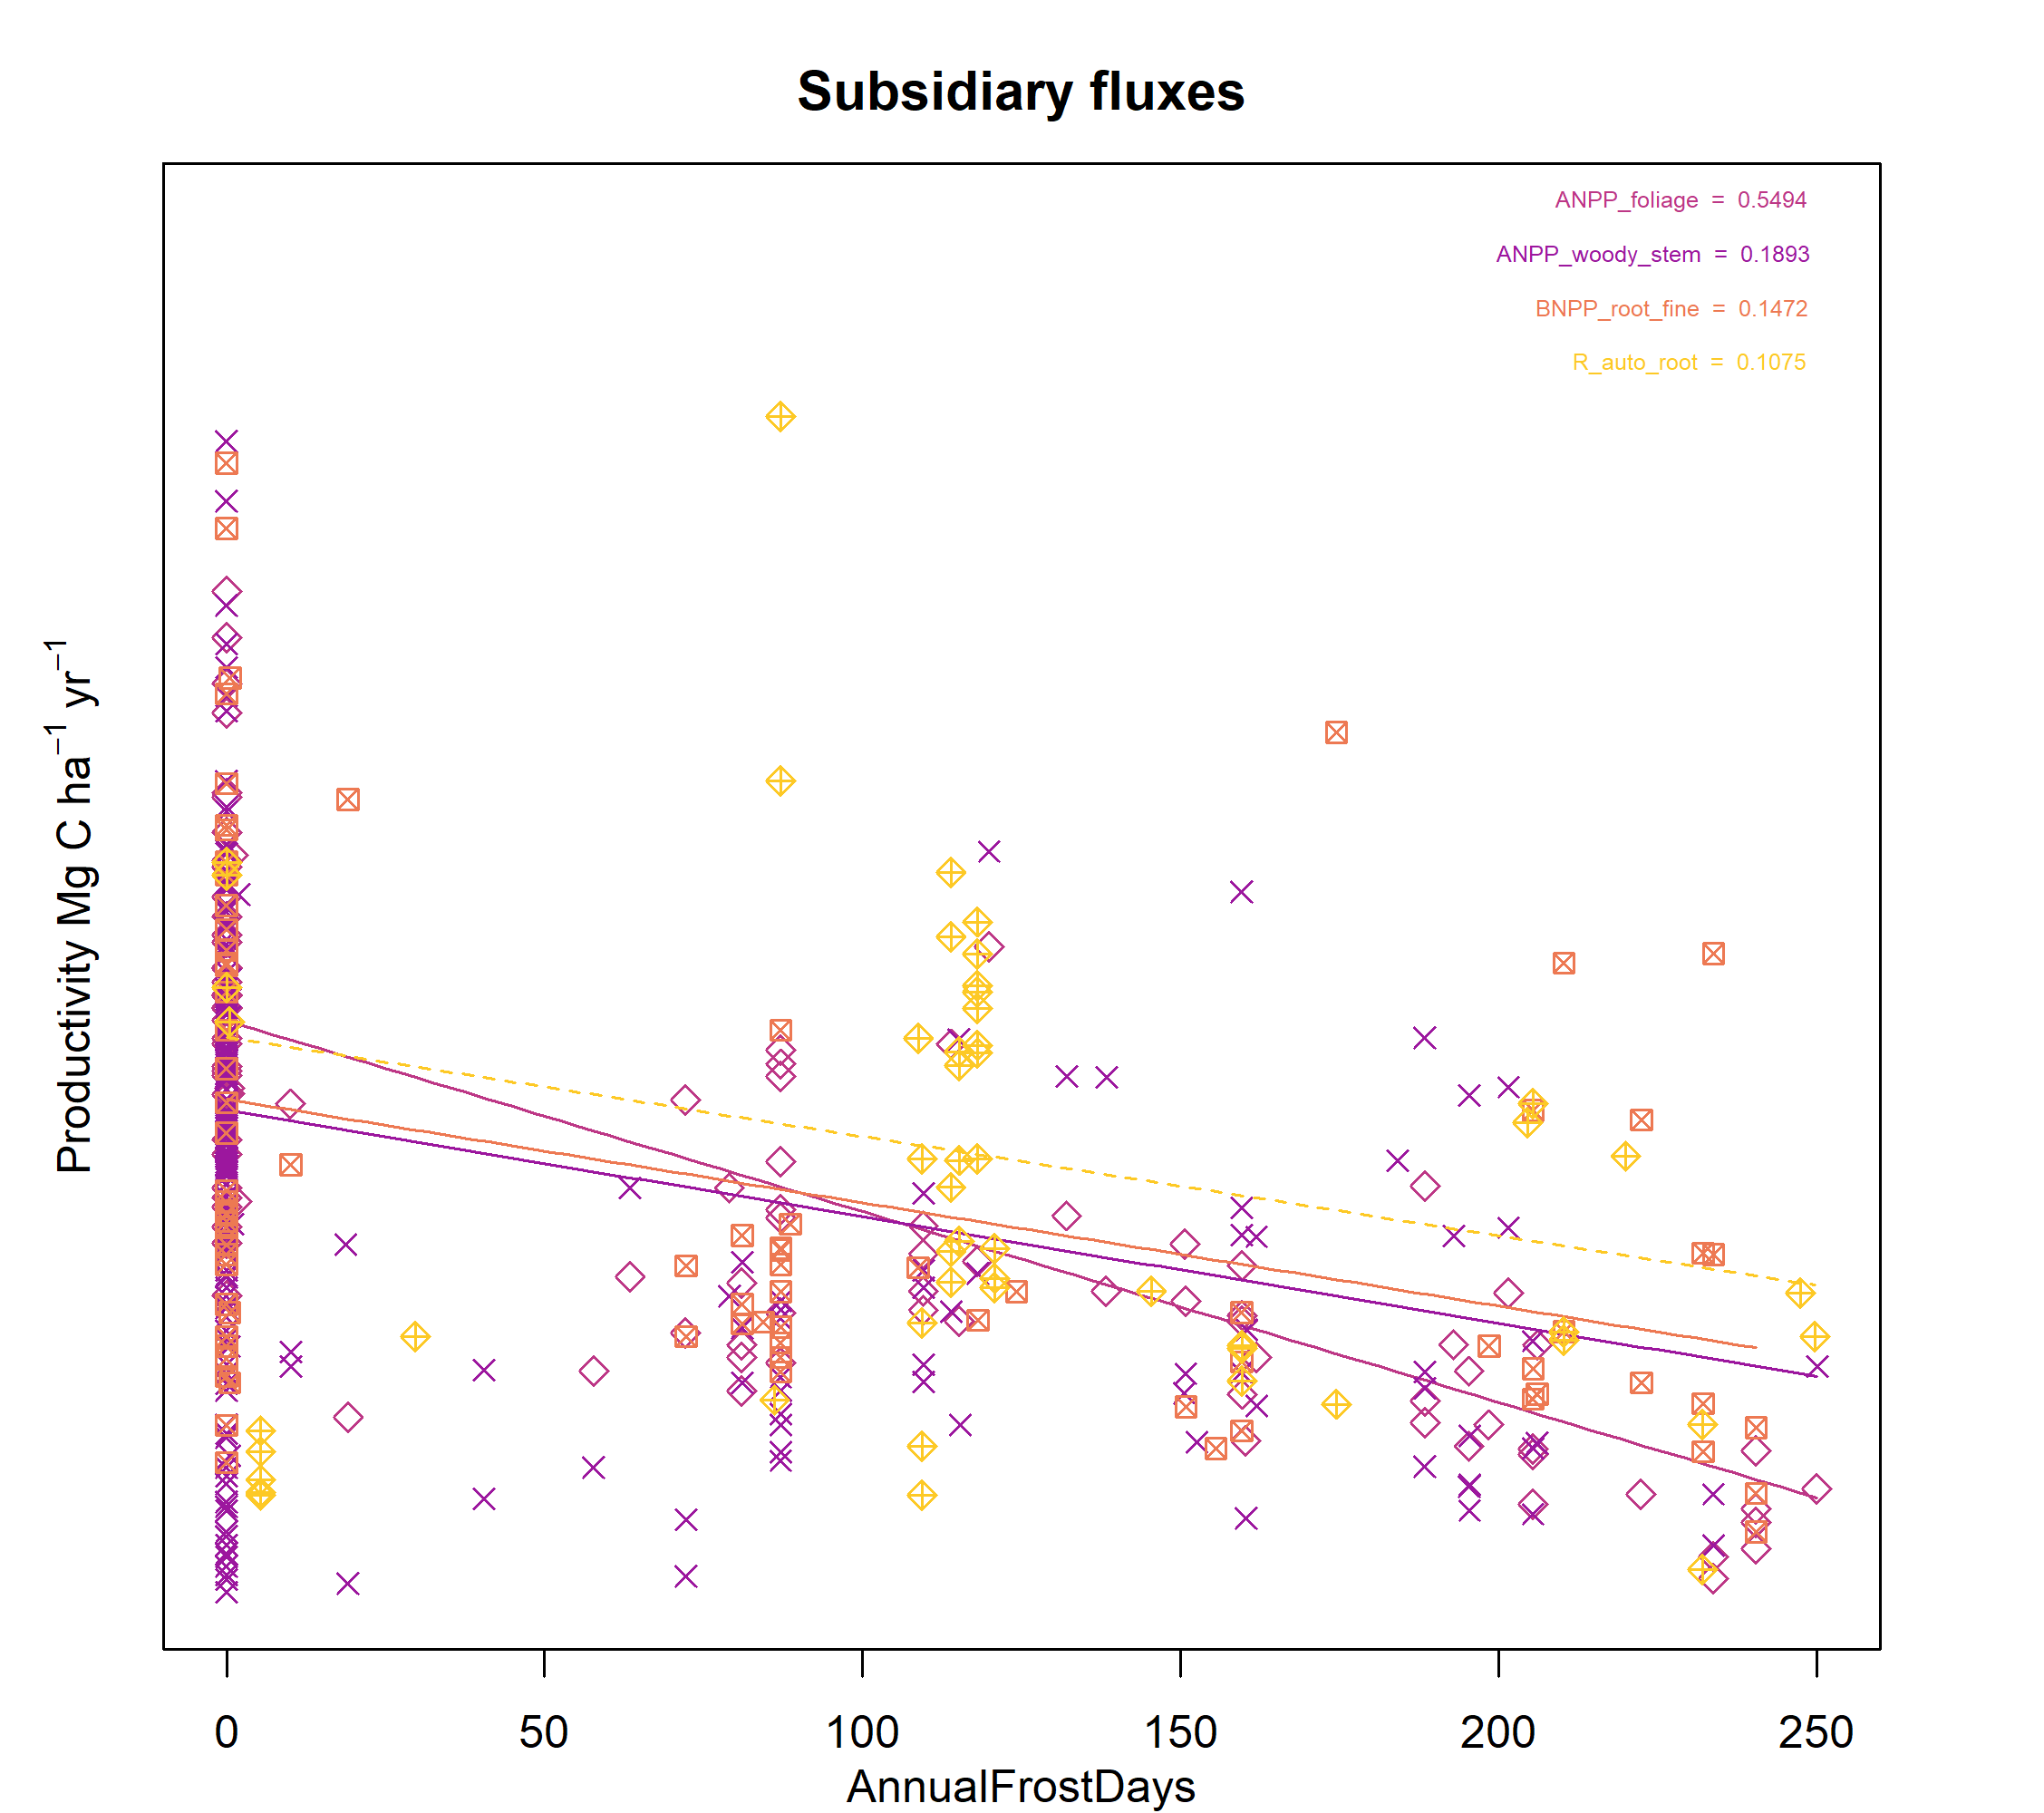 Subsidiary fluxes
ANPP_foliage = 0.5494
ANPP_woody_stem = 0.1893
BNPP_root_fine = 0.1472
R_auto_root = 0.1075
Productivity Mg C ha⁻¹ yr⁻¹
0 50 100 150 200 250
AnnualFrostDays